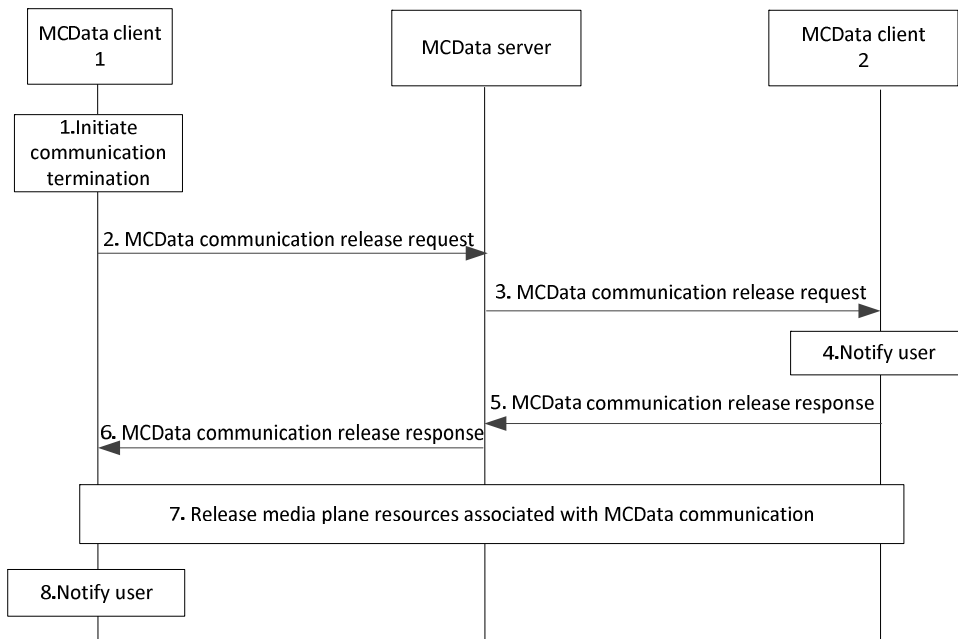 MCData client
1
MCData server
MCData client
2
1.Initiate
communication
termination
2. MCData communication release request
3. MCData communication release request
4.Notify user
5. MCData communication release response
6. MCData communication release response
7. Release media plane resources associated with MCData communication
8.Notify user